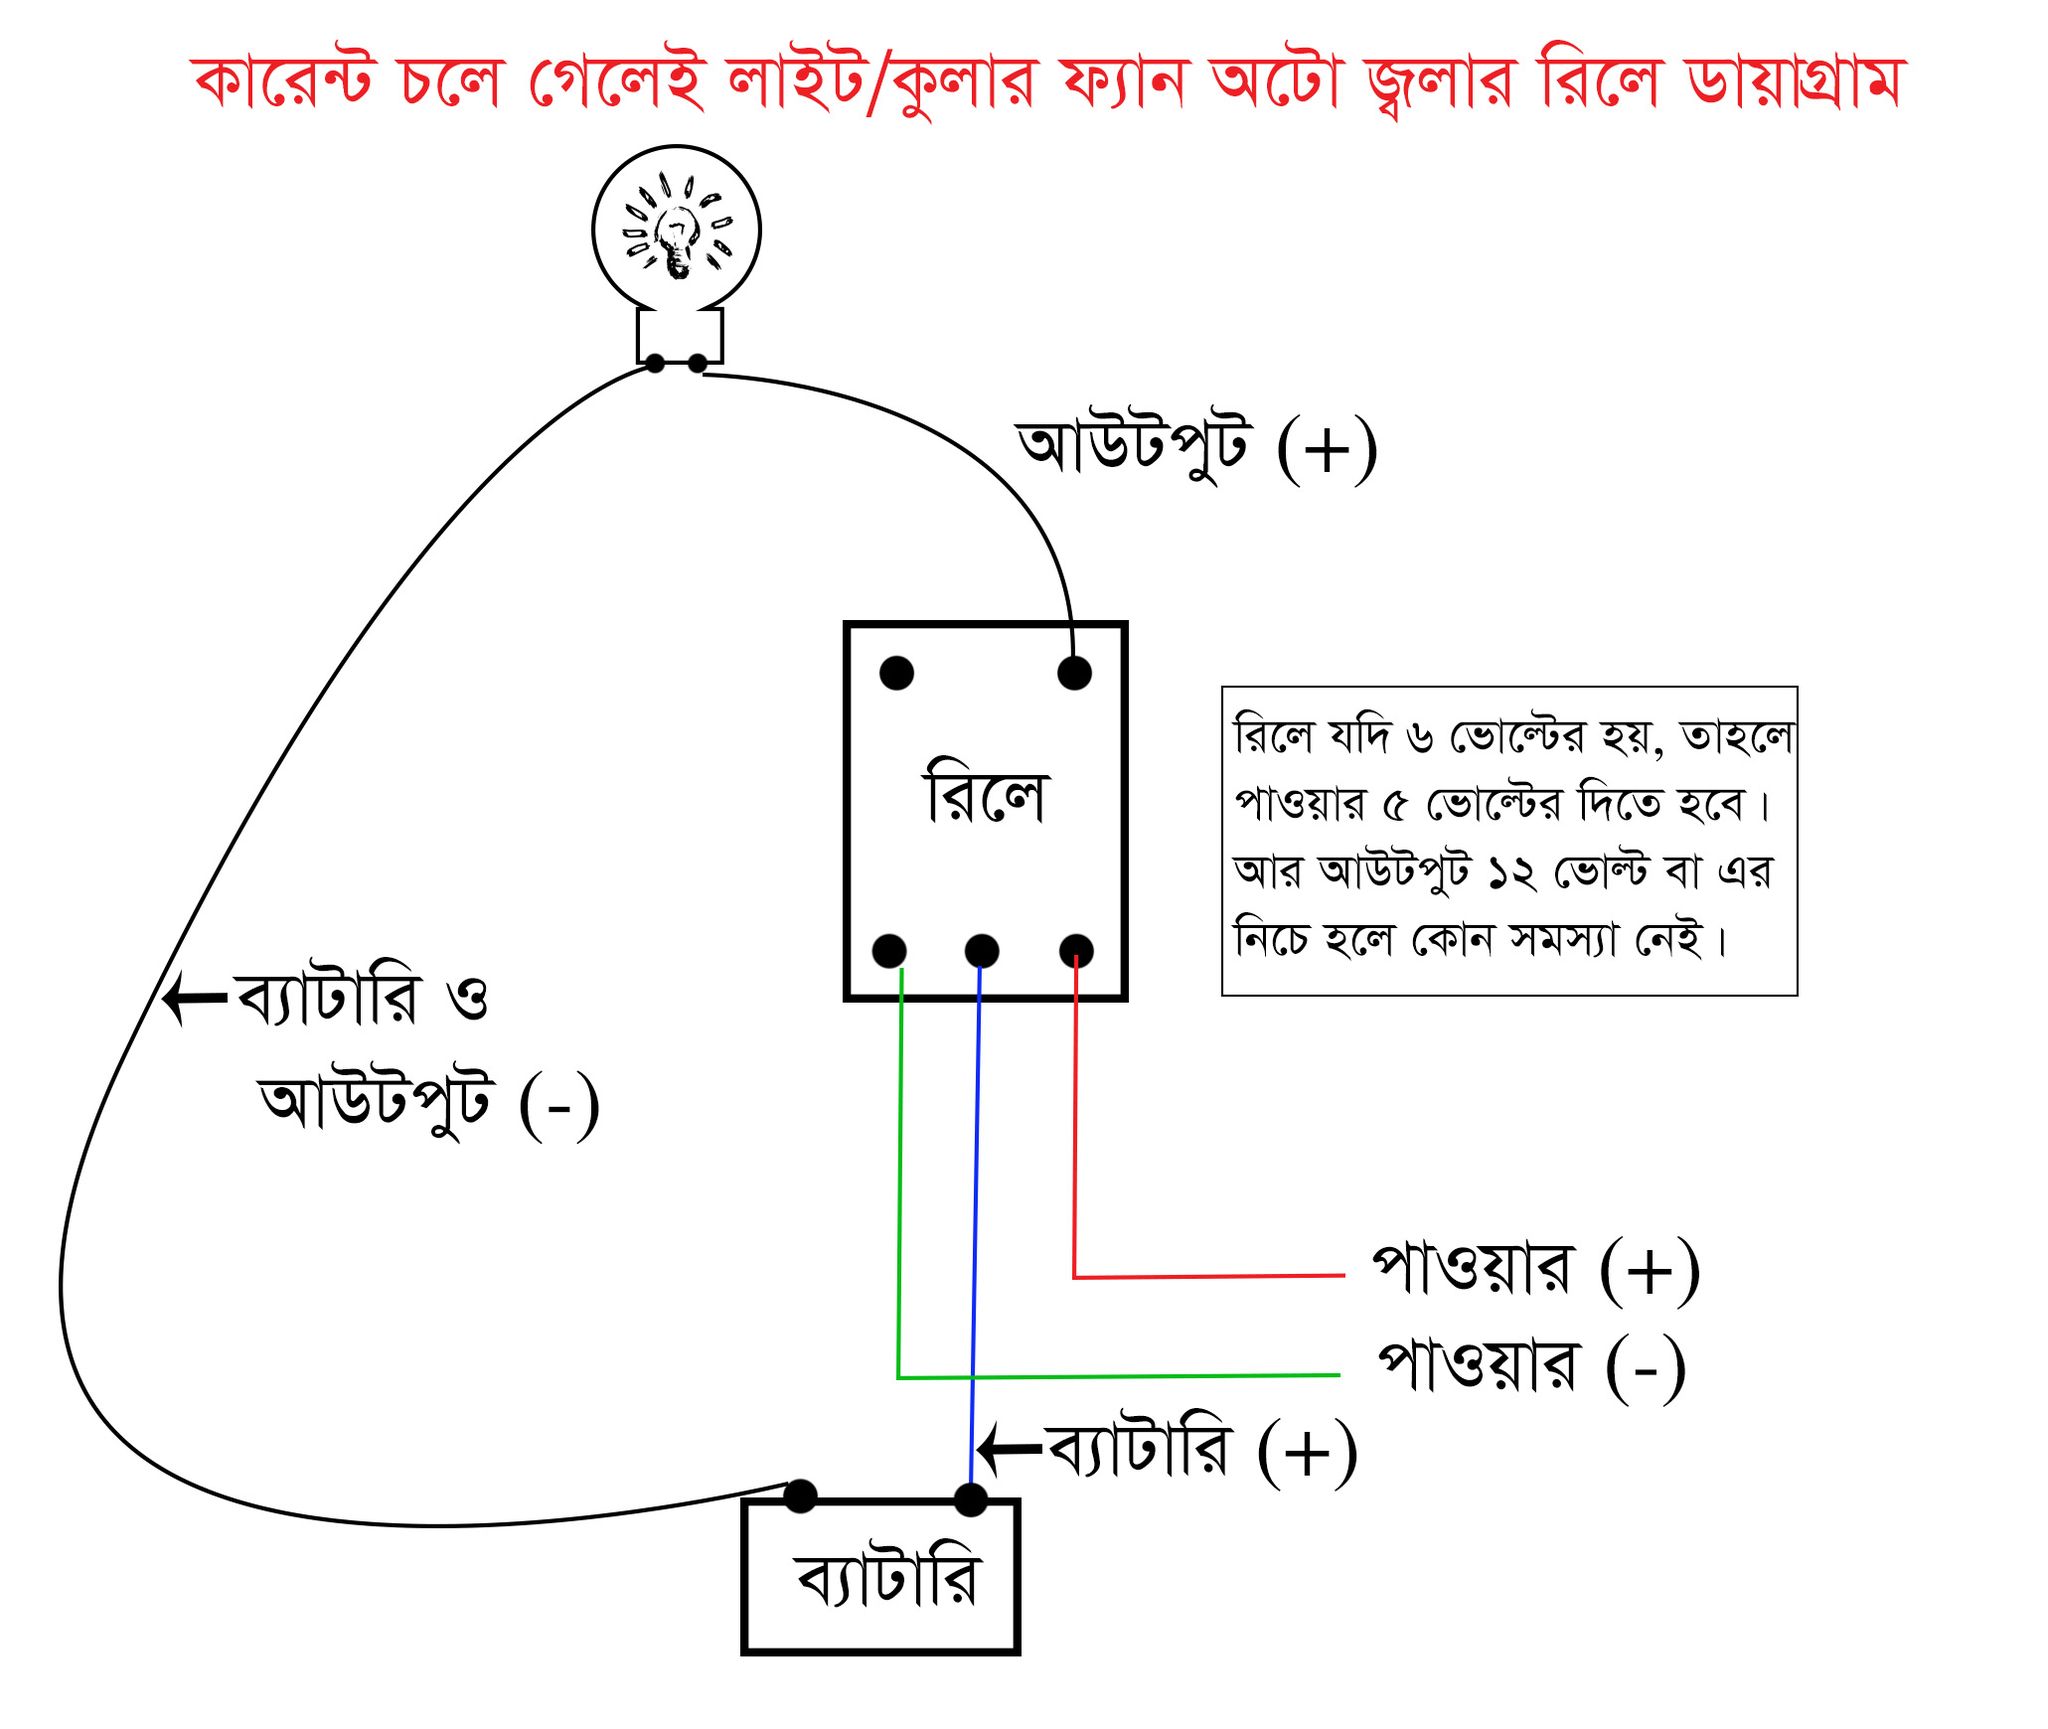 কারেন্ট চলে গেলেই লাইট/কুলার ফ্যান অটো জ্বলার রিলে ডায়াগ্রাম
আউটপুট (+)
রিলে
রিলে যদি ৬ ভোল্টের হয়, তাহলে
পাওয়ার ৫ ভোল্টের দিতে হবে।
আর আউটপুট ১২ ভোল্ট বা এর
নিচে হলে কোন সমস্যা নেই।
ব্যাটারি ও
আউটপুট (-)
পাওয়ার (+)
পাওয়ার (-)
ব্যাটারি (+)
ব্যাটারি